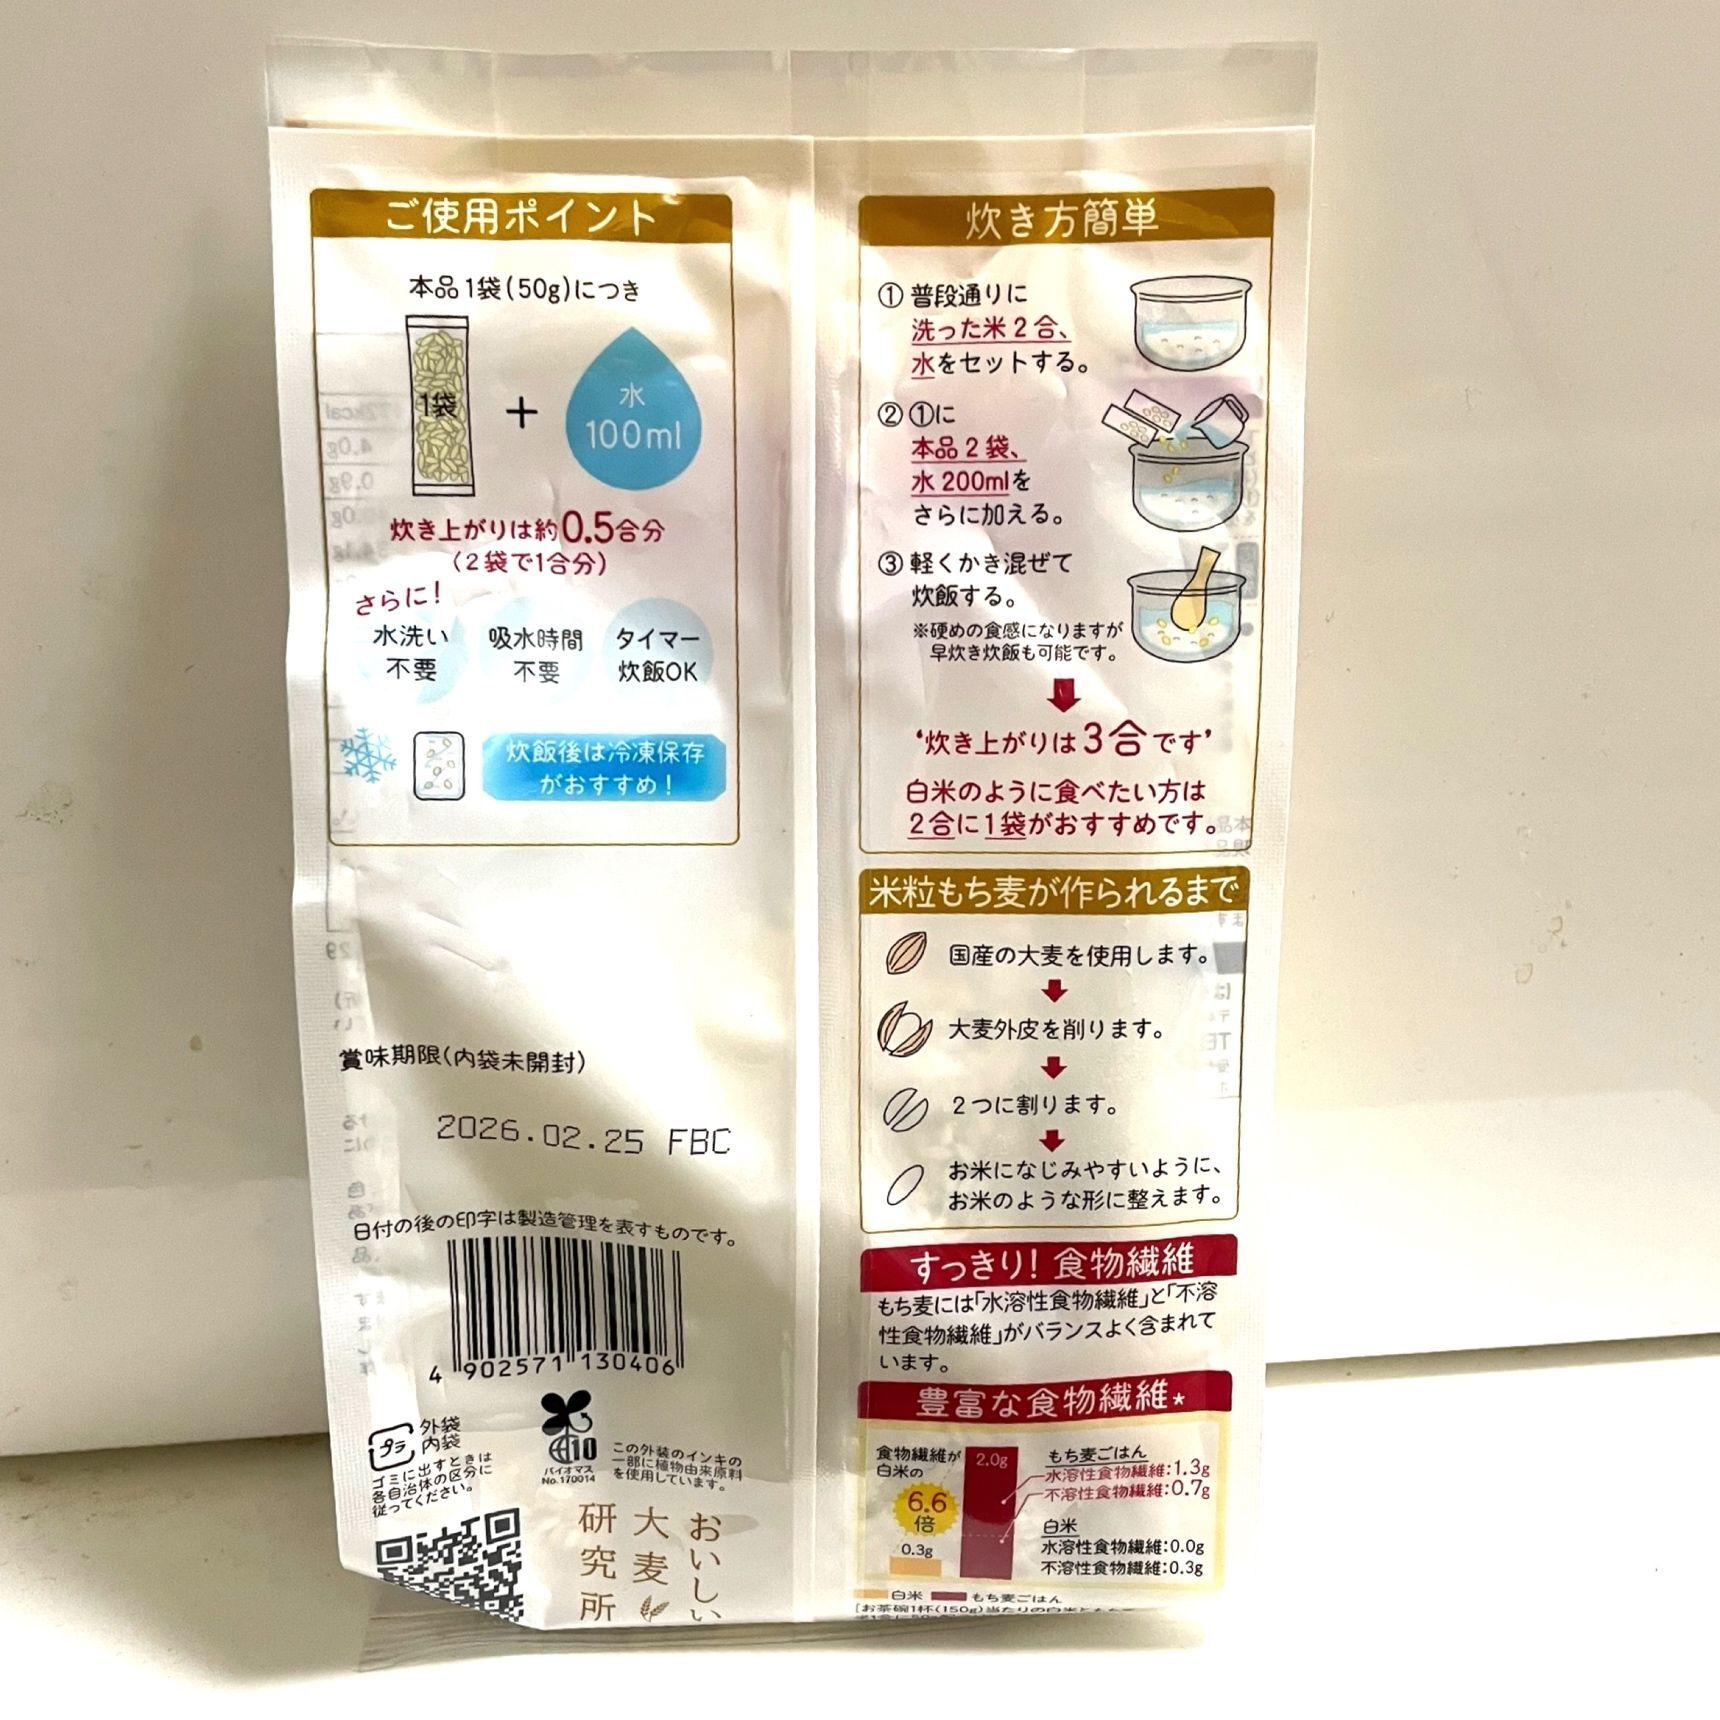 ご使用ポイント
本品1袋(50g)につき
1袋
+
水
100ml
炊き上がりは約0.5合分
(2袋で1合分)
さらに!
水洗い
不要
吸水時間
不要
タイマー
炊飯OK
炊飯後は冷凍保存
がおすすめ!
賞味期限(内袋未開封)
2026.02.25 FBC
日付の後の印字は製造管理を表すものです。
4 902571 130406
プラ
外袋
内袋
ゴミに出すときは
各自治体の区分に
従ってください。
10
バイオマス
No.170014
この外装のインキの
一部に植物由来原料
を使用しています。
おいしい
大麦
研究所
炊き方簡単
① 普段通りに
洗った米2合、
水をセットする。
② ①に
本品2袋、
水200mlを
さらに加える。
③ 軽くかき混ぜて
炊飯する。
※硬めの食感になりますが
早炊き炊飯も可能です。
‘炊き上がりは3合です’
白米のように食べたい方は
2合に1袋がおすすめです。
米粒もち麦が作られるまで
国産の大麦を使用します。
大麦外皮を削ります。
2つに割ります。
お米になじみやすいように、
お米のような形に整えます。
すっきり! 食物繊維
もち麦には「水溶性食物繊維」と「不溶
性食物繊維」がバランスよく含まれて
います。
豊富な食物繊維*
食物繊維が
白米の
6.6
倍
0.3g
2.0g
もち麦ごはん
水溶性食物繊維:1.3g
不溶性食物繊維:0.7g
白米
水溶性食物繊維:0.0g
不溶性食物繊維:0.3g
白米 もち麦ごはん
[お茶碗1杯(150g)当たりの白米と